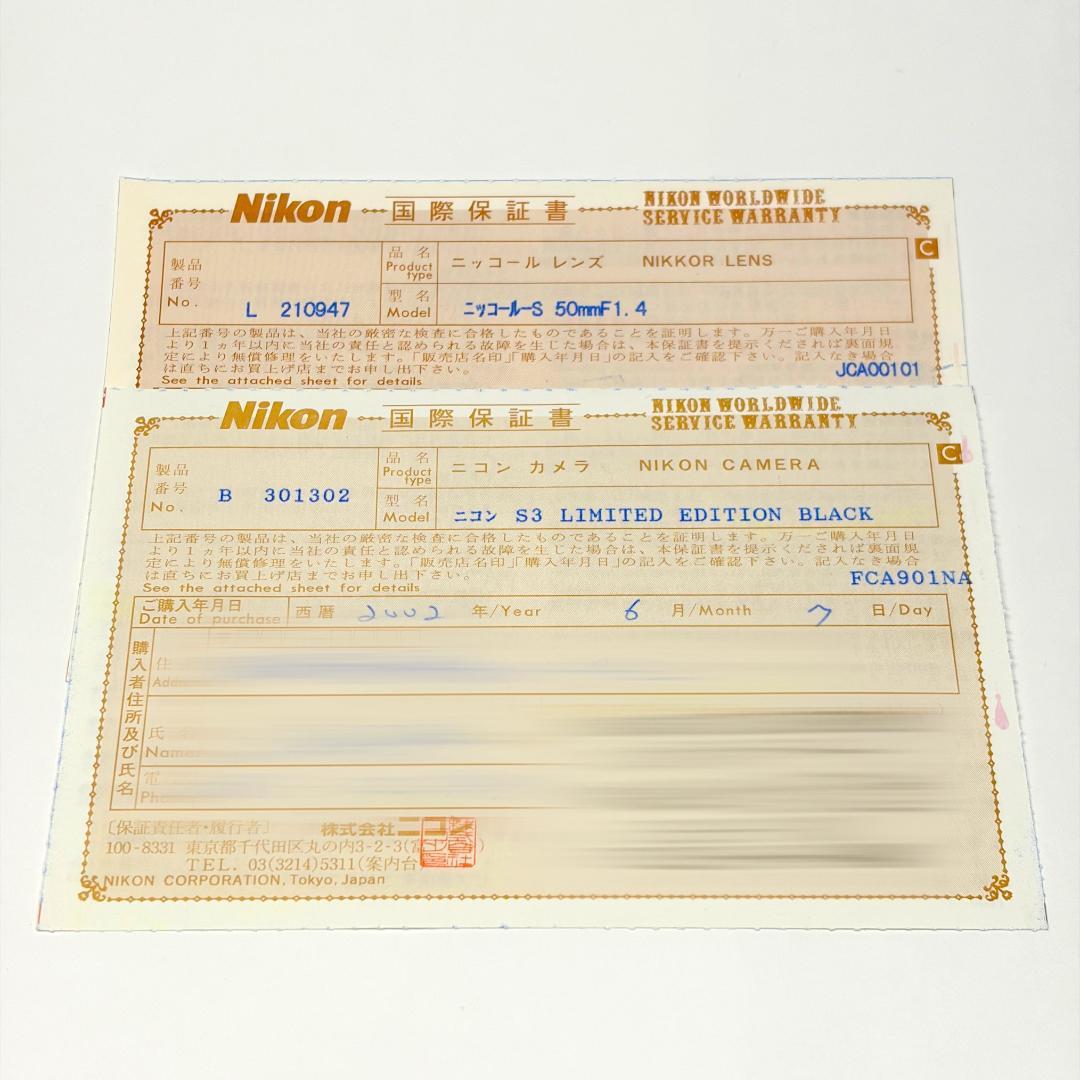 Nikon 国際保証書 NIKON WORLDWIDE
SERVICE WARRANTY
C
製品
番号
No. L 210947
品名
Product
type
ニッコール レンズ NIKKOR LENS
型名
Model
ニッコールーS 50mmF1.4
上記番号の製品は、当社の厳密な検査に合格したものであることを証明します。万一ご購入年月日
より1ヵ年以内に当社の責任と認められる故障を生じた場合は、本保証書を提示くだされば裏面規
定により無償修理をいたします。「販売店名印」「購入年月日」の記入をご確認下さい。記入なき場合
は直ちにお買上げ店までお申し出下さい。
See the attached sheet for details
JCA00101
Nikon 国際保証書 NIKON WORLDWIDE
SERVICE WARRANTY
C
製品
番号
No. B 301302
品名
Product
type
ニコン カメラ NIKON CAMERA
型名
Model
ニコン S3 LIMITED EDITION BLACK
上記番号の製品は、当社の厳密な検査に合格したものであることを証明します。万一ご購入年月日
より1ヵ年以内に当社の責任と認められる故障を生じた場合は、本保証書を提示くだされば裏面規
定により無償修理をいたします。「販売店名印」「購入年月日」の記入をご確認下さい。記入なき場合
は直ちにお買上げ店までお申し出下さい。
See the attached sheet for details
FCA901NA
ご購入年月日
Date of purchase
西暦 2002 年/Year 6 月/Month 7 日/Day
購入者住所及び氏名
住
氏
Name
電
〔保証責任者・履行者〕 株式会社ニコン
100-8331 東京都千代田区丸の内3-2-3
TEL. 03(3214)5311(案内台
NIKON CORPORATION, Tokyo, Japan